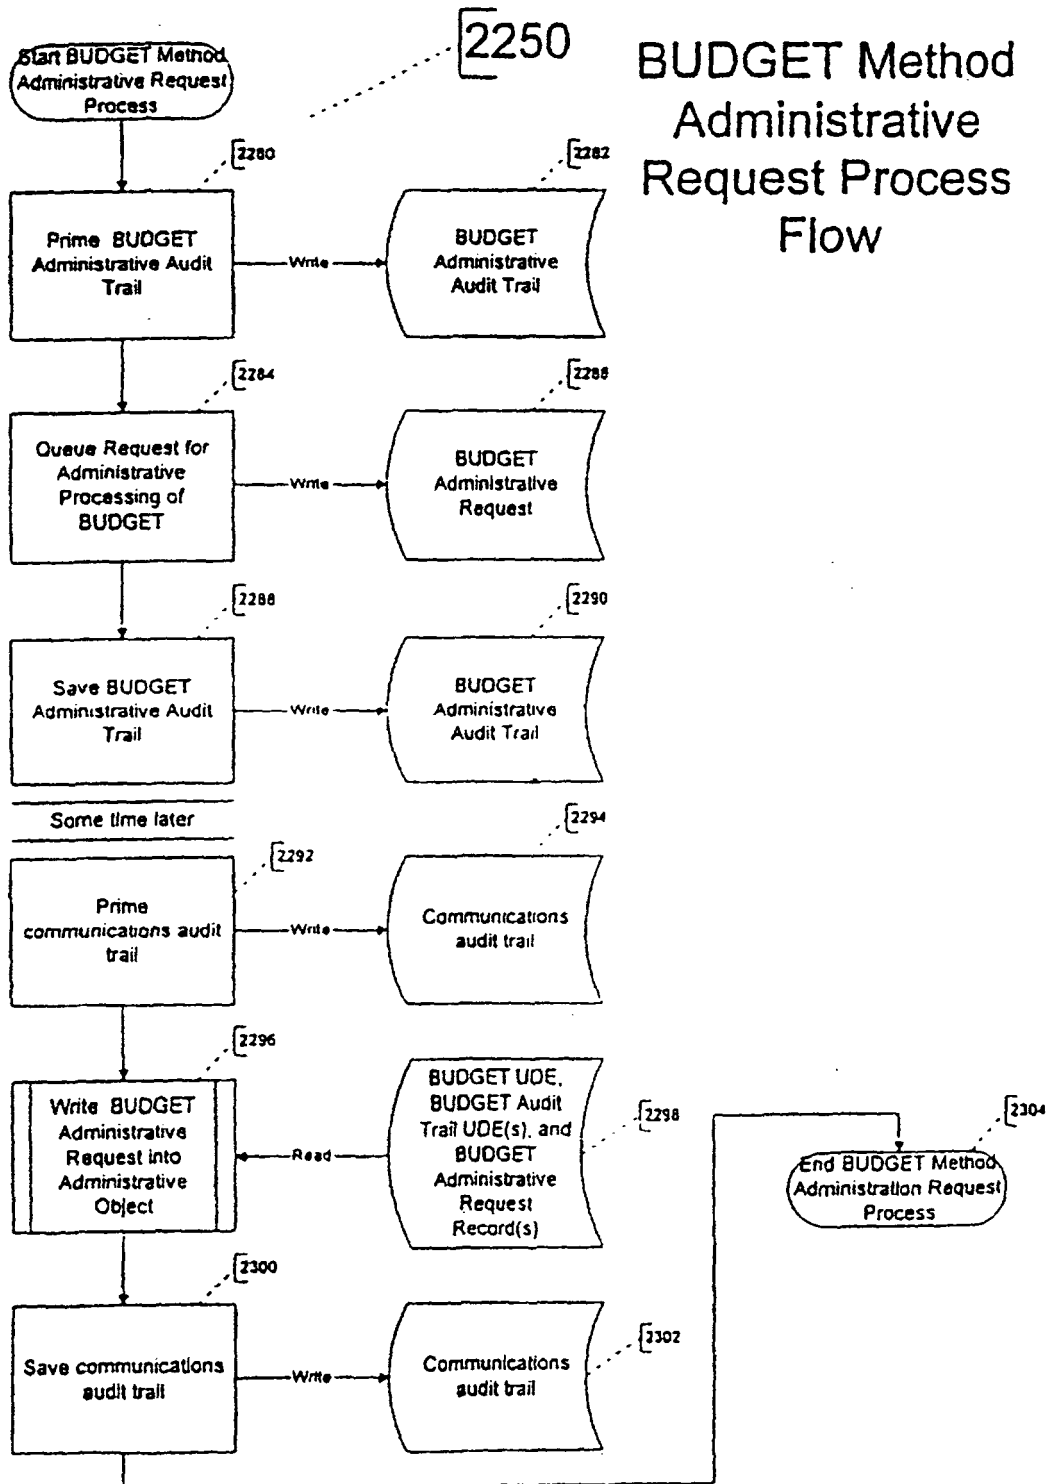 2250
BUDGET Method
Administrative
Request Process
Flow
Start BUDGET Method
Administrative Request
Process
2280
Prime BUDGET
Administrative Audit
Trail
Write
2282
BUDGET
Administrative
Audit Trail
2284
Queue Request for
Administrative
Processing of
BUDGET
Write
2288
BUDGET
Administrative
Request
2288
Save BUDGET
Administrative Audit
Trail
Write
2290
BUDGET
Administrative
Audit Trail
Some time later
2292
Prime
communications audit
trail
Write
2294
Communications
audit trail
2296
Write BUDGET
Administrative
Request into
Administrative
Object
Read
2298
BUDGET UDE,
BUDGET Audit
Trail UDE(s), and
BUDGET
Administrative
Request
Record(s)
2300
Save communications
audit trail
Write
2302
Communications
audit trail
2304
End BUDGET Method
Administration Request
Process